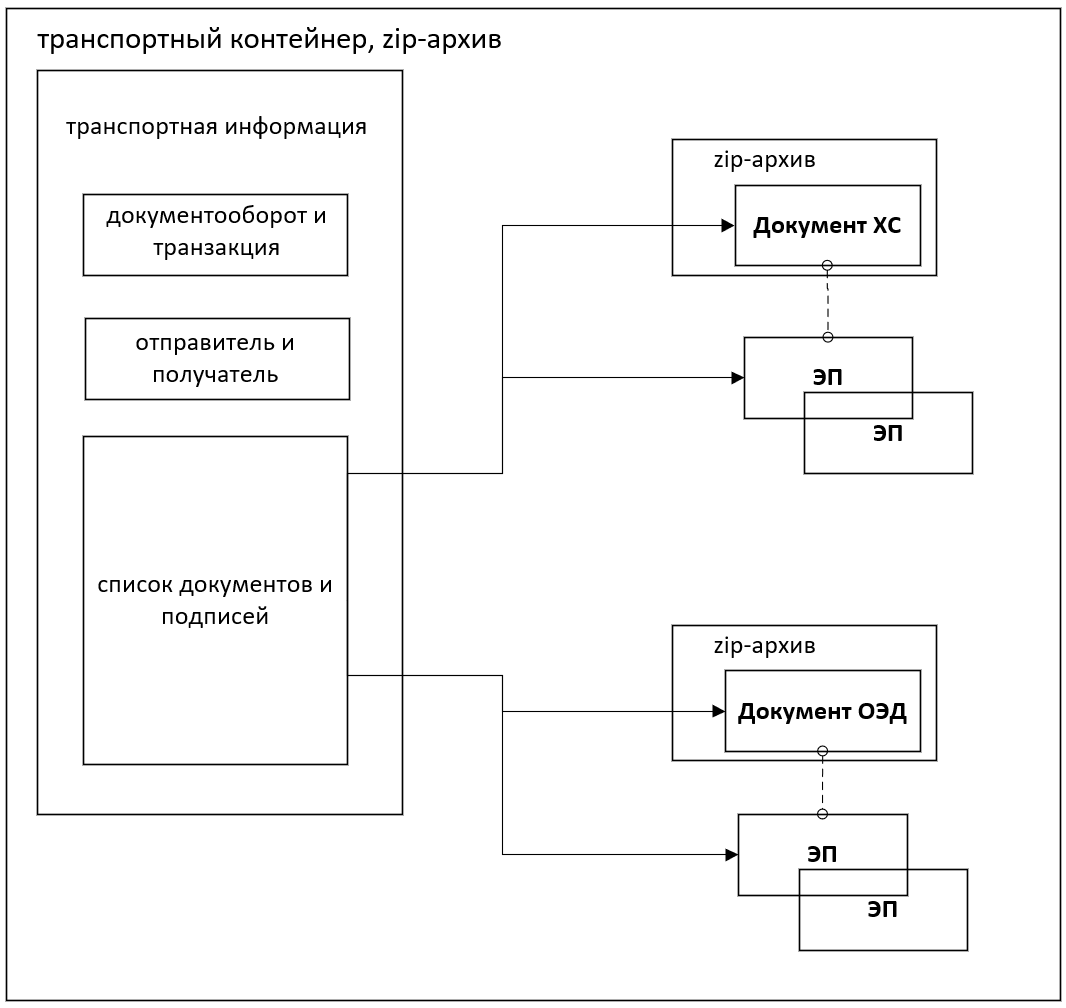 транспортный контейнер, zip-архив
транспортная информация
документооборот и
транзакция
отправитель и
получатель
список документов и
подписей
zip-архив
Документ ХС
ЭП
ЭП
zip-архив
Документ ОЭД
ЭП
ЭП